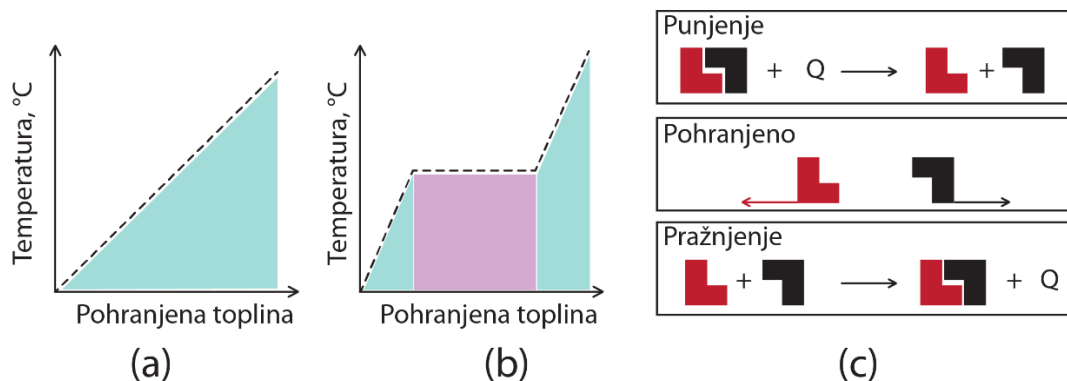 Temperatura, °C
Pohranjena toplina
(a)
Temperatura, °C
Pohranjena toplina
(b)
Punjenje
+ Q +
Pohranjeno
Pražnjenje
+ + Q
(c)